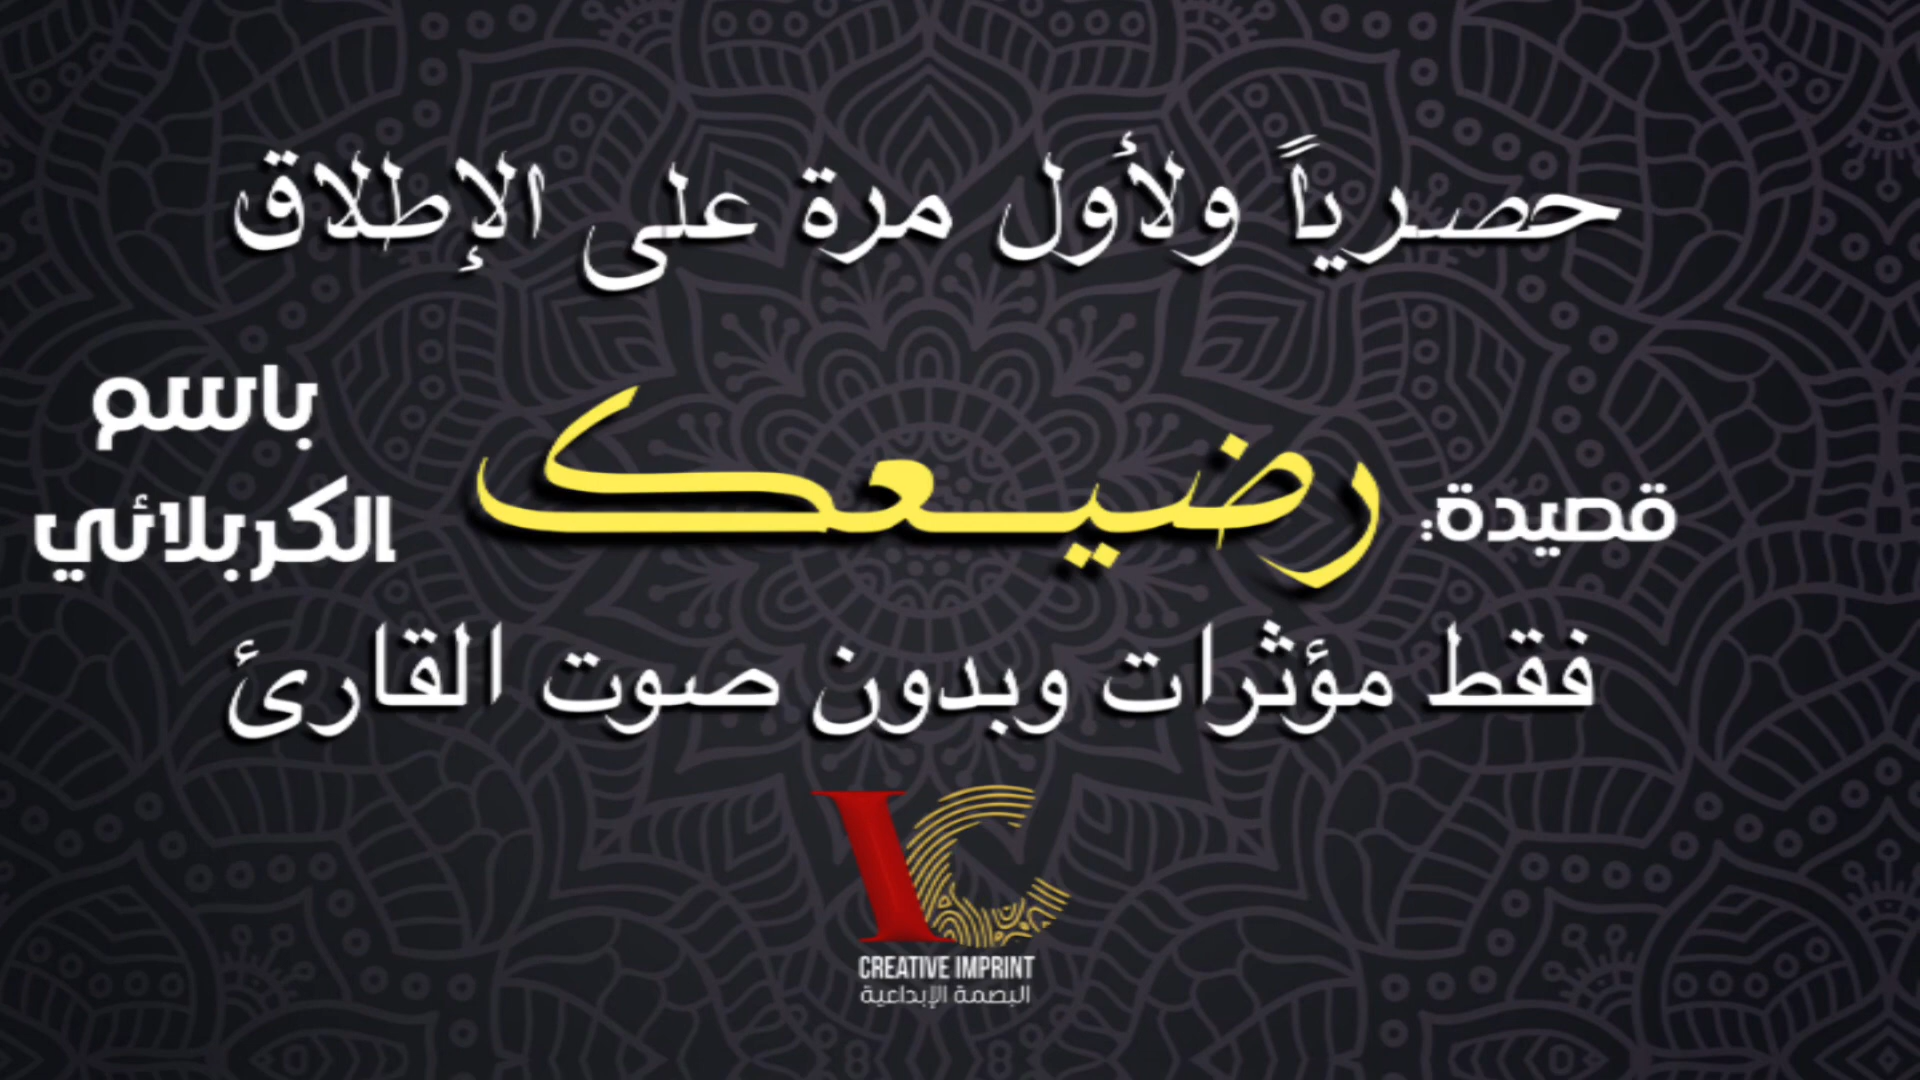 حصرياً ولأول مرة على الإطلاق
قصيدة: رضيعك
باسم
الكربلائي
فقط مؤثرات وبدون صوت القارئ
CREATIVE IMPRINT
البصمة الإبداعية